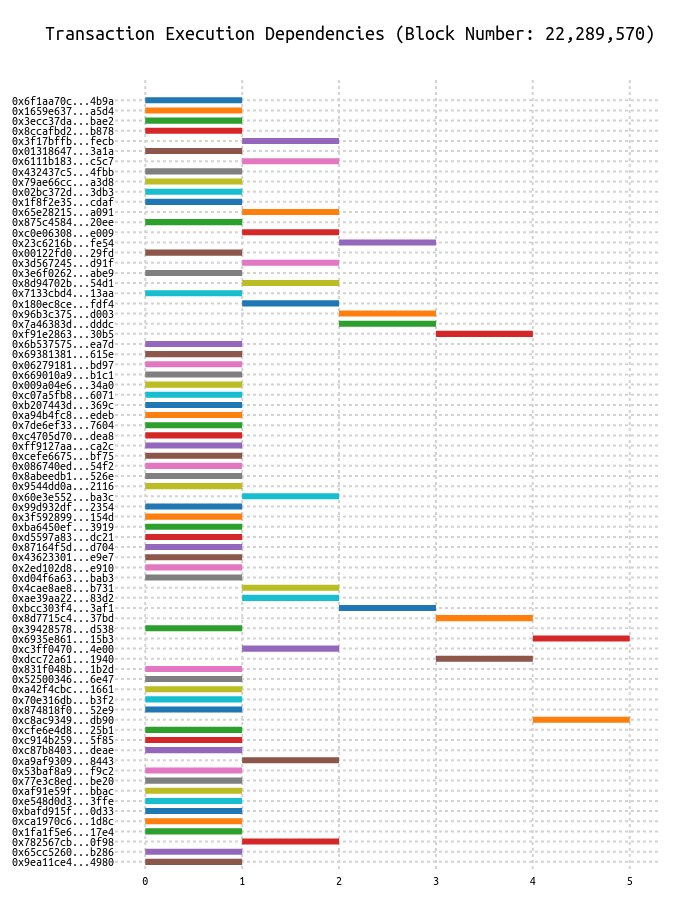 Transaction Execution Dependencies (Block Number: 22,289,570)
0x6f1aa70c...4b9a
0x1659e637...a5d4
0x3ecc37da...bae2
0x8ccafbd2...b878
0x3f17bffb...fecb
0x01318647...3a1a
0x6111b183...c5c7
0x432437c5...4fbb
0x79ae66cc...a3d8
0x02bc372d...3db3
0x1f8f2e35...cdaf
0x65e28215...a091
0x875c4584...20ee
0xc0e06308...e009
0x23c6216b...fe54
0x00122fd0...29fd
0x3d567245...d91f
0x3e6f0262...abe9
0x8d94702b...54d1
0x7133cbd4...13aa
0x180ec8ce...fdf4
0x96b3c375...d003
0x7a46383d...dddc
0xf91e2863...30b5
0x6b537575...ea7d
0x69381381...615e
0x06279181...bd97
0x669010a9...b1c1
0x009a04e6...34a0
0xc07a5fb8...6071
0xb207443d...369c
0xa94b4fc8...edeb
0x7de6ef33...7604
0xc4705d70...dea8
0xff9127aa...ca2c
0xcefe6675...bf75
0x086740ed...54f2
0x8abeedb1...526e
0x9544dd0a...2116
0x60e3e552...ba3c
0x99d932df...2354
0x3f592899...154d
0xba6450ef...3919
0xd5597a83...dc21
0x87164f5d...d704
0x43623301...e9e7
0x2ed102d8...e910
0xd04f6a63...bab3
0x4cae8ae8...b731
0xae39aa22...83d2
0xbcc303f4...3af1
0x8d7715c4...37bd
0x39428578...d538
0x6935e861...15b3
0xc3ff0470...4e00
0xdcc72a61...1940
0x831f048b...1b2d
0x52500346...6e47
0xa42f4cbc...1661
0x70e316db...b3f2
0x874818f0...52e9
0xc8ac9349...db90
0xcfe6e4d8...25b1
0xc914b259...5f85
0xc87b8403...deae
0xa9af9309...8443
0x53baf8a9...f9c2
0x77e3c8ed...be20
0xaf91e59f...bbac
0xe548d0d3...3ffe
0xbafd915f...0d33
0xca1970c6...1d8c
0x1fa1f5e6...17e4
0x782567cb...0f98
0x65cc5260...b286
0x9ea11ce4...4980
0 1 2 3 4 5